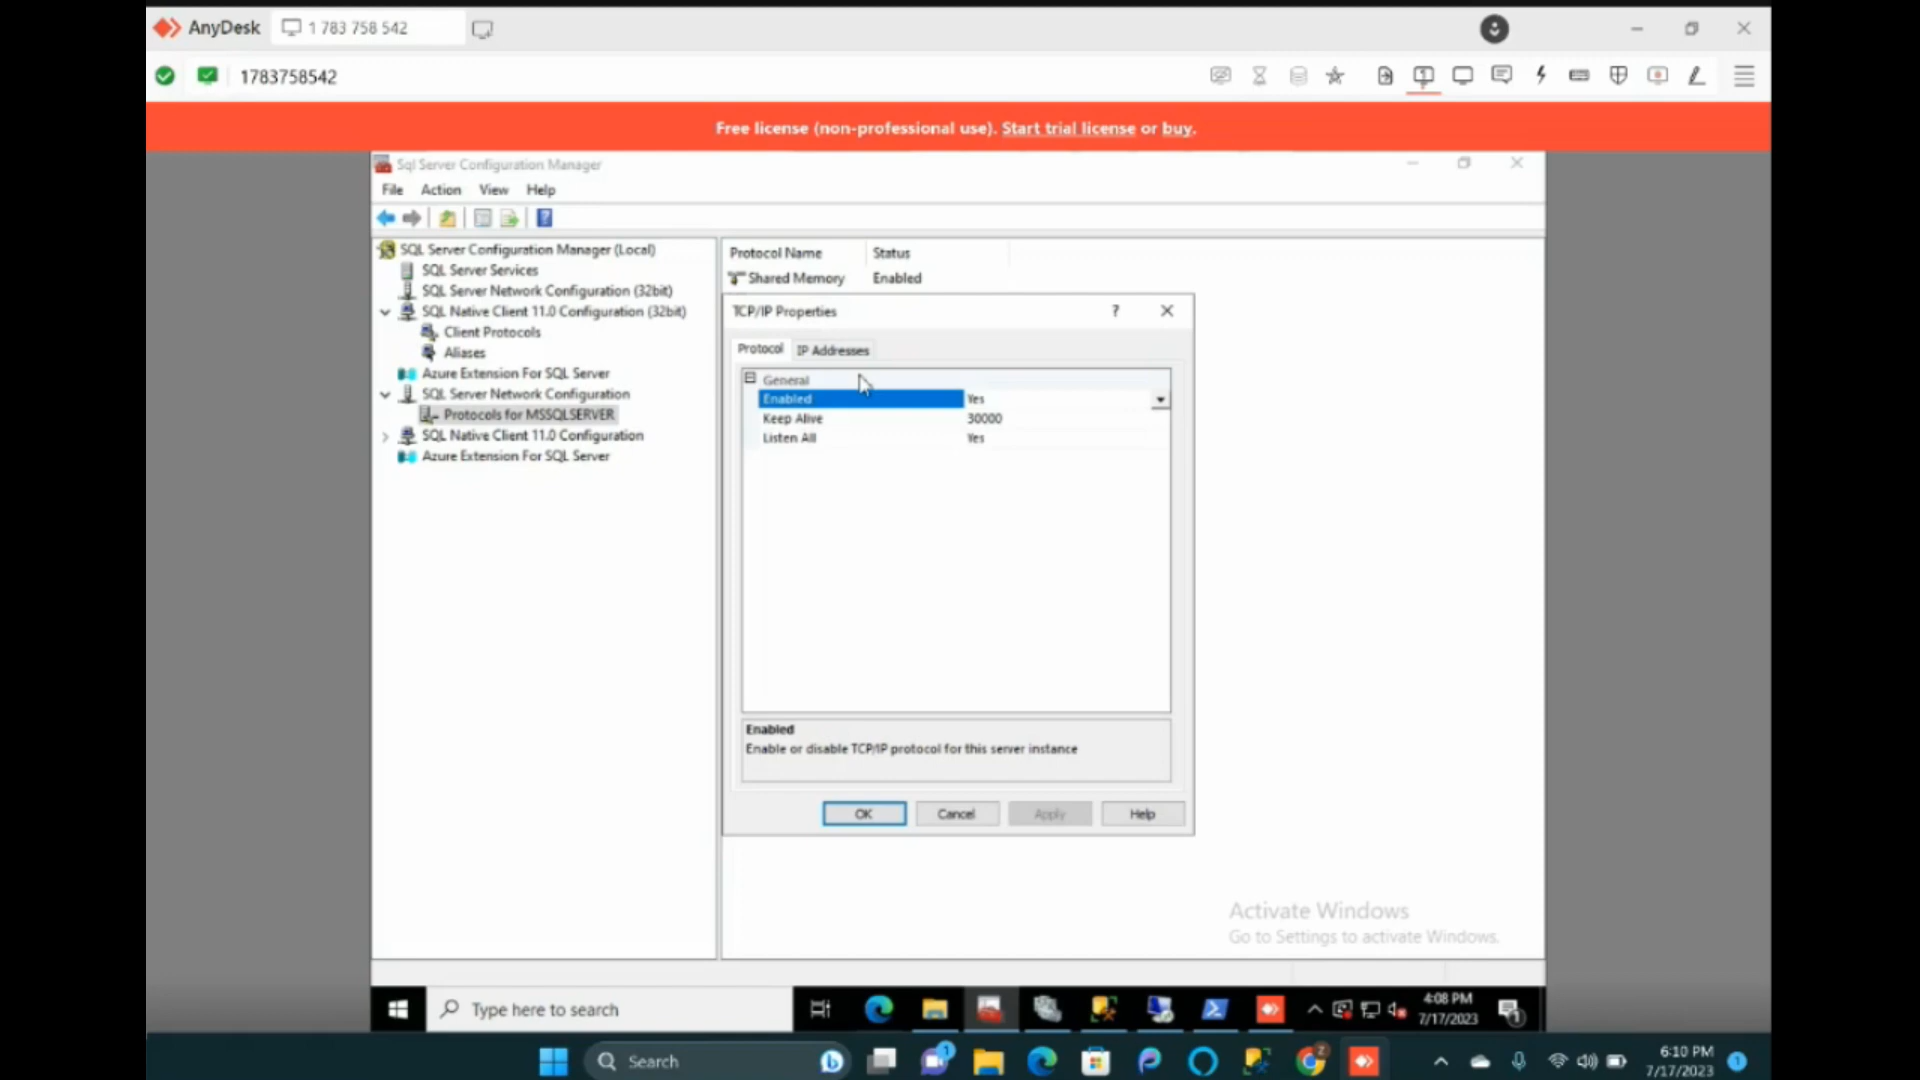 AnyDesk
1 783 758 542
1783758542
Free license (non-professional use). Start trial license or buy.
Sql Server Configuration Manager
File Action View Help
SQL Server Configuration Manager (Local)
SQL Server Services
SQL Server Network Configuration (32bit)
SQL Native Client 11.0 Configuration (32bit)
Client Protocols
Aliases
Azure Extension For SQL Server
SQL Server Network Configuration
Protocols for MSSQLSERVER
SQL Native Client 11.0 Configuration
Azure Extension For SQL Server
Protocol Name Status
Shared Memory Enabled
TCP/IP Properties
Protocol IP Addresses
General
Enabled Yes
Keep Alive 30000
Listen All Yes
Enabled
Enable or disable TCP/IP protocol for this server instance
OK Cancel Apply Help
Activate Windows
Go to Settings to activate Windows.
Type here to search
4:08 PM
7/17/2023
1
Search
1
Z
6:10 PM
7/17/2023
1